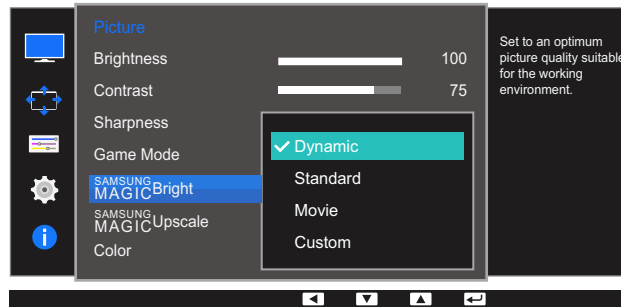 Picture
Brightness 100
Contrast 75
Sharpness
Game Mode
SAMSUNG
MAGICBright
SAMSUNG
MAGICUpscale
Color
Dynamic
Standard
Movie
Custom
Set to an optimum
picture quality suitable
for the working
environment.
i